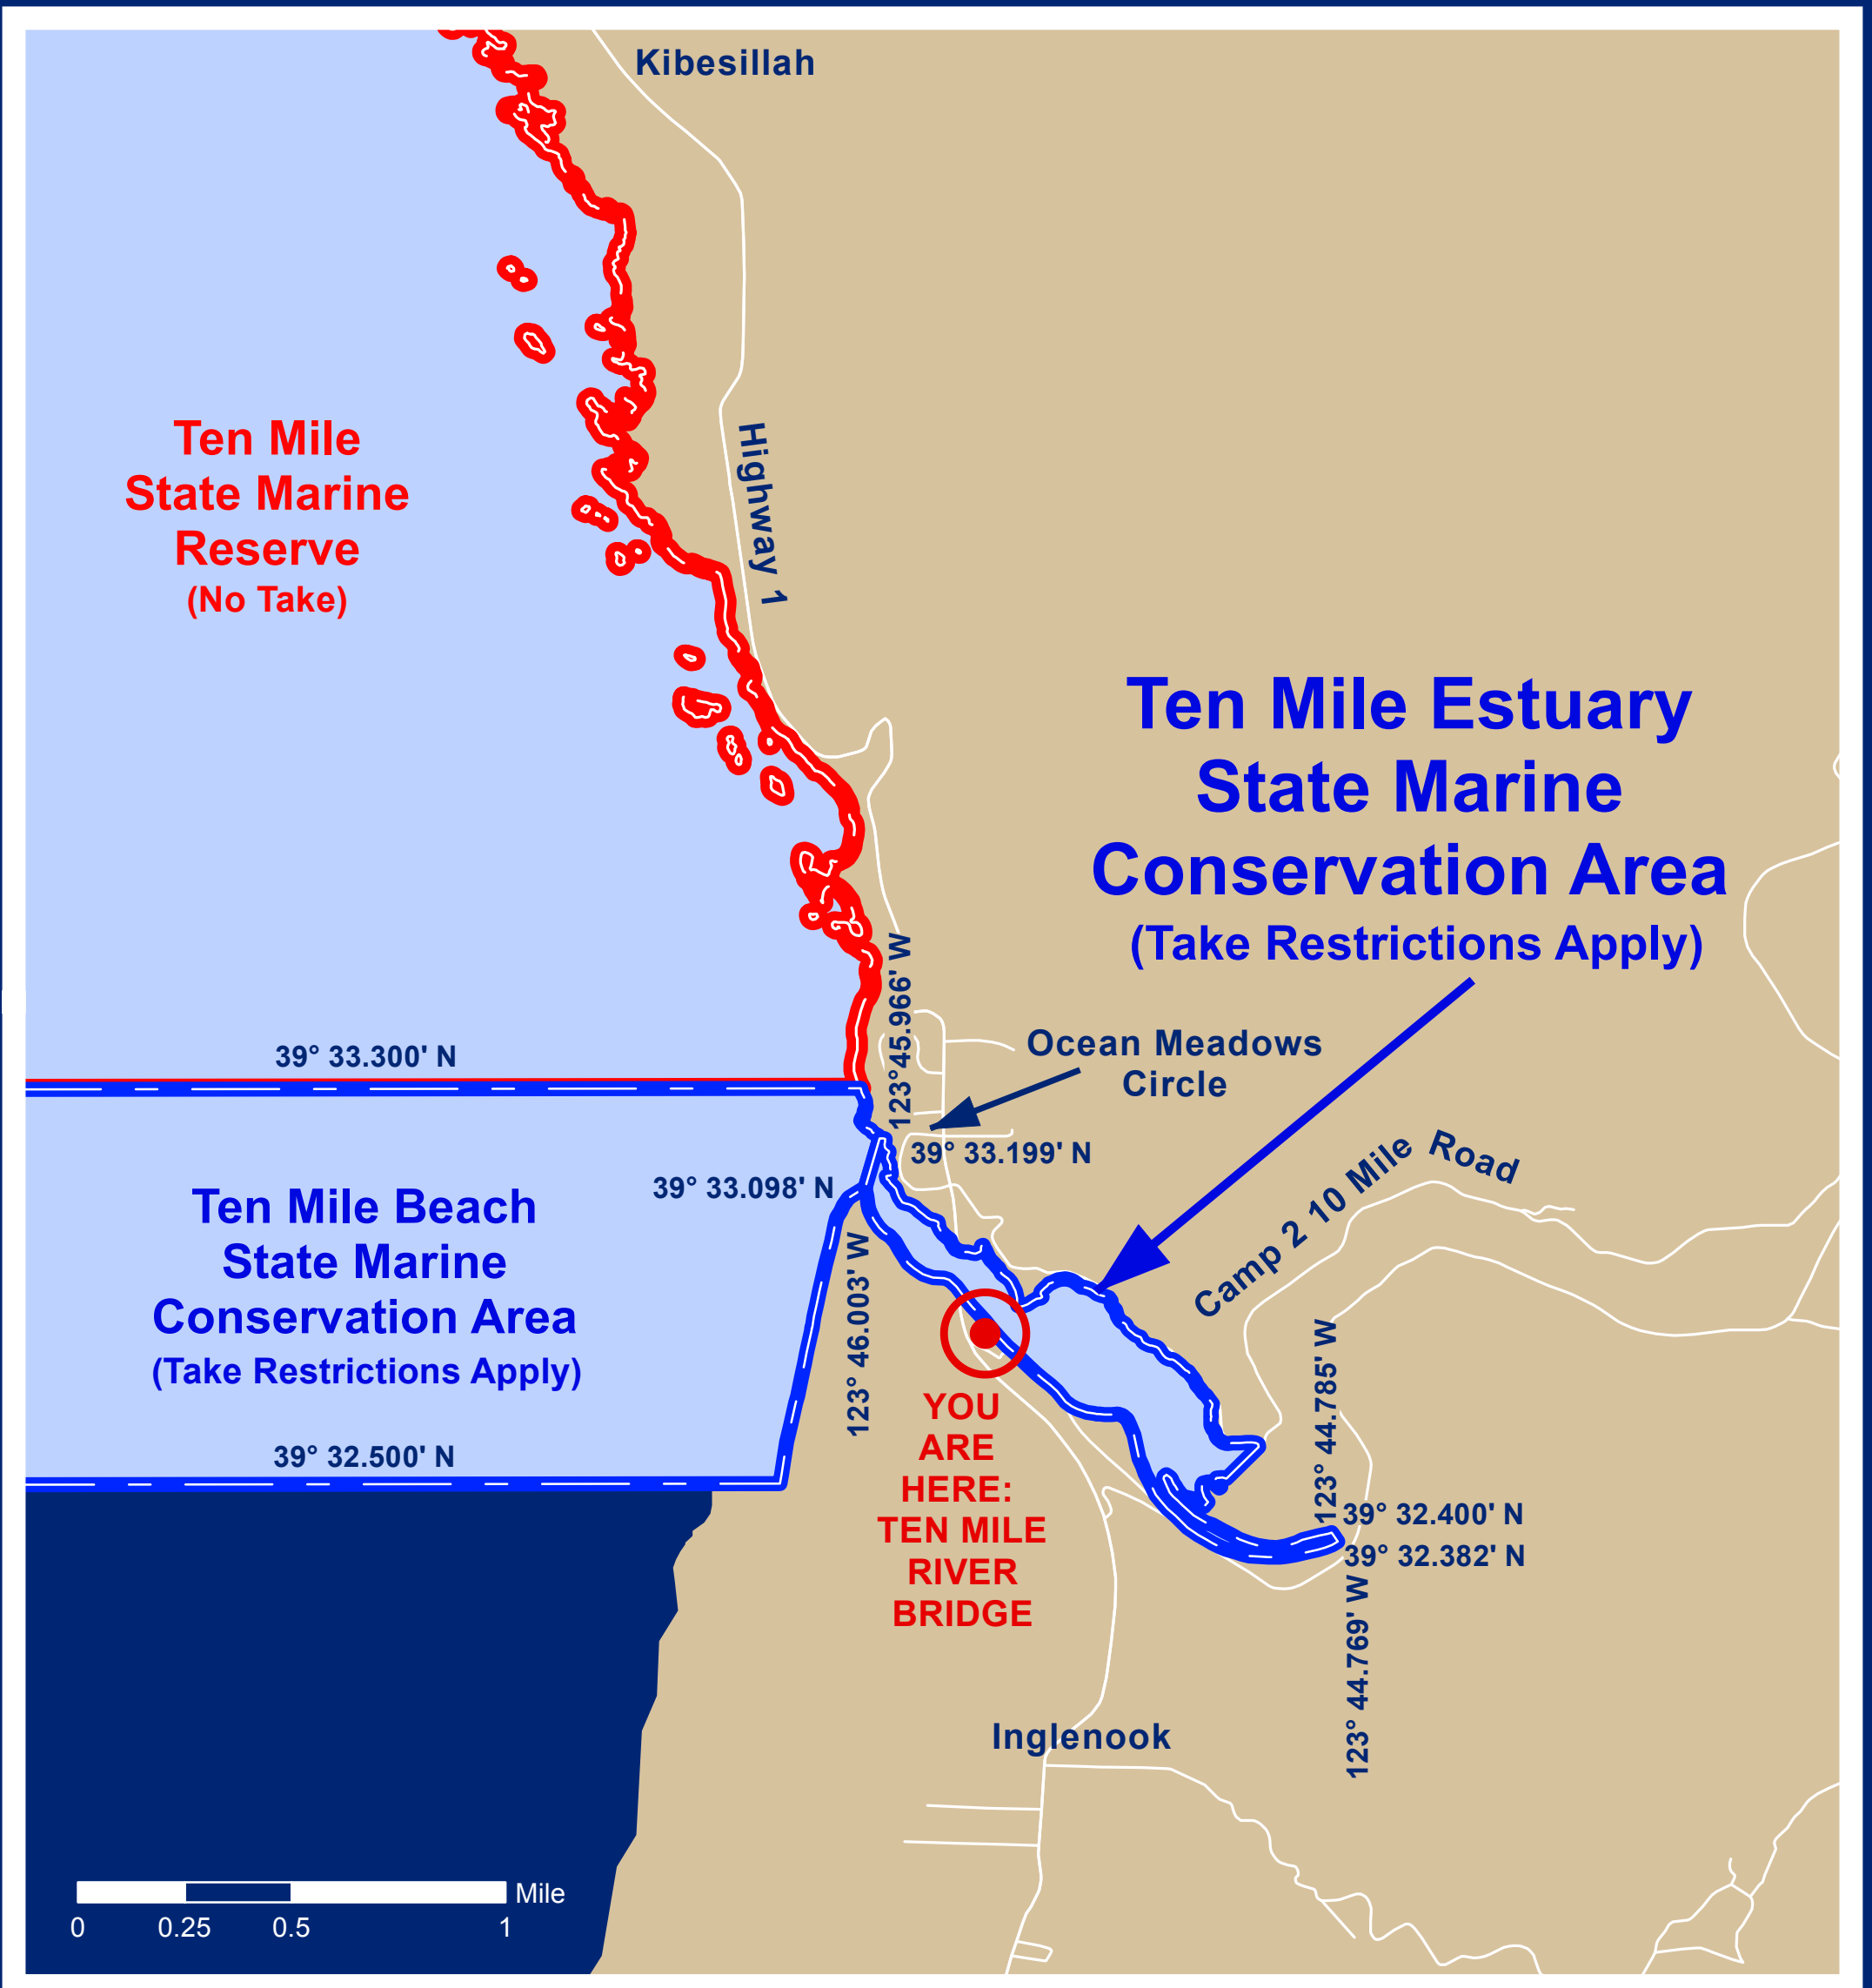 Kibesillah
Highway 1
Ten Mile
State Marine
Reserve
(No Take)
Ten Mile Estuary
State Marine
Conservation Area
(Take Restrictions Apply)
123°45.966' W
39° 33.300' N
Ocean Meadows
Circle
39° 33.199' N
39° 33.098' N
Camp 2 10 Mile Road
Ten Mile Beach
State Marine
Conservation Area
(Take Restrictions Apply)
123° 46.003' W
123° 44.785' W
YOU
ARE
HERE:
TEN MILE
RIVER
BRIDGE
39° 32.500' N
39° 32.400' N
39° 32.382' N
123° 44.769' W
Inglenook
Mile
0 0.25 0.5 1